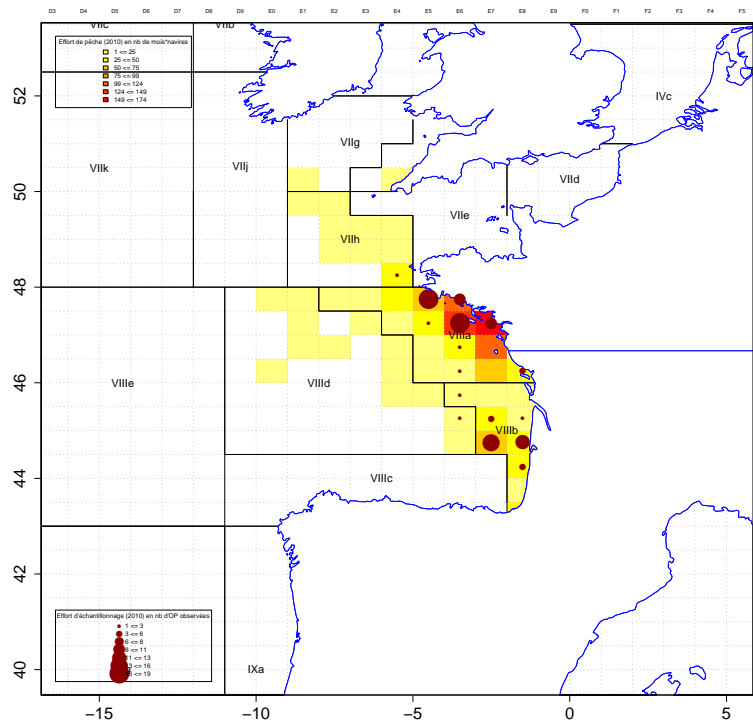 D3 D4 D5 D6 D7 D8 D9 E0 E1 E2 E3 E4 E5 E6 E7 E8 E9 F0 F1 F2 F3 F4 F5
VIIc VIIb
Effort de pêche (2010) en nb de mois*navires
1 <= 25
25 <= 50
50 <= 75
75 <= 99
99 <= 124
124 <= 149
149 <= 174
52
IVc
VIIg
VIIk VIIj
VIId
50
VIIe
VIIh
48
VIIIa
46
VIIIe VIIId
VIIIb
44
VIIIc
42
Effort d'échantillonnage (2010) en nb d'OP observées
1 <= 3
3 <= 6
6 <= 8
8 <= 11
11 <= 13
13 <= 16
16 <= 19
40
IXa
−15 −10 −5 0 5